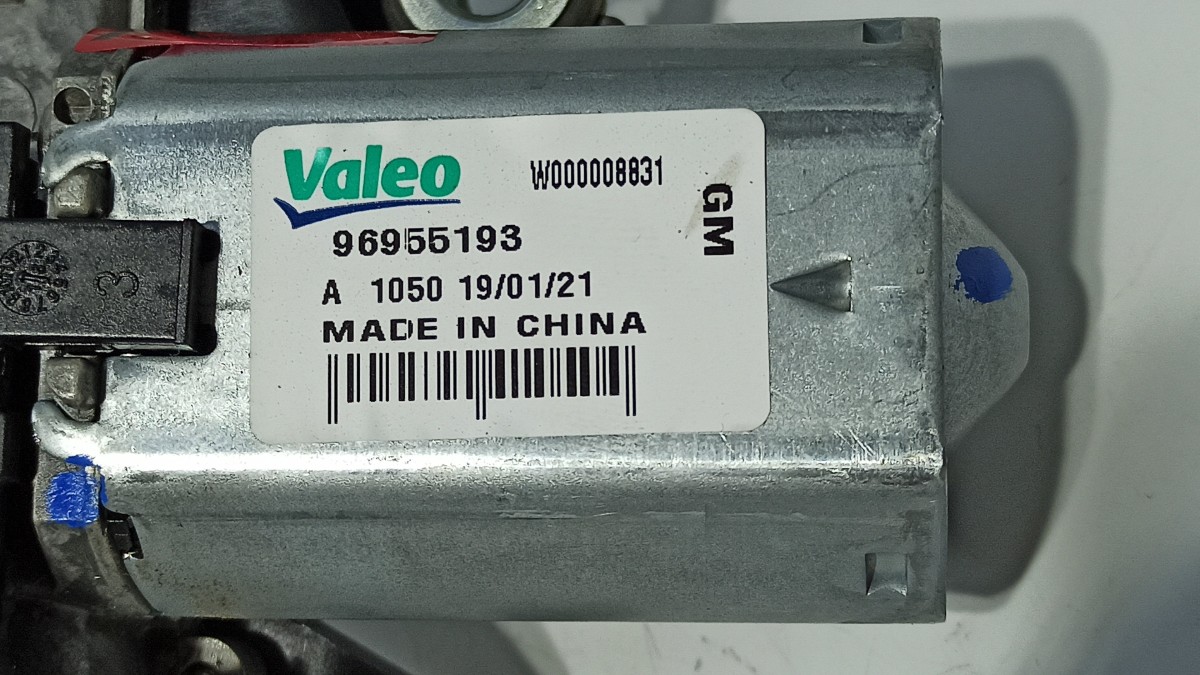 Valeo
W000008831
96955193
GM
A 1050 19/01/21
MADE IN CHINA
3